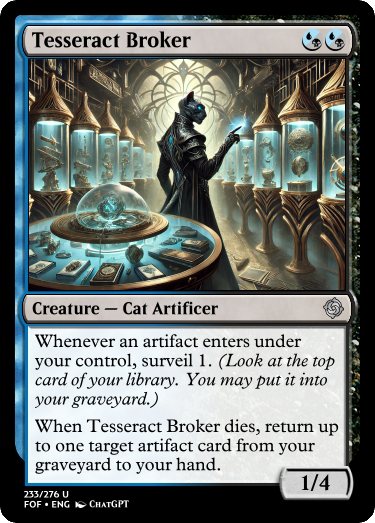 Tesseract Broker
Creature — Cat Artificer
Whenever an artifact enters under
your control, surveil 1. (Look at the top
card of your library. You may put it into
your graveyard.)
When Tesseract Broker dies, return up
to one target artifact card from your
graveyard to your hand.
1/4
233/276 U
FOF • ENG ChatGPT